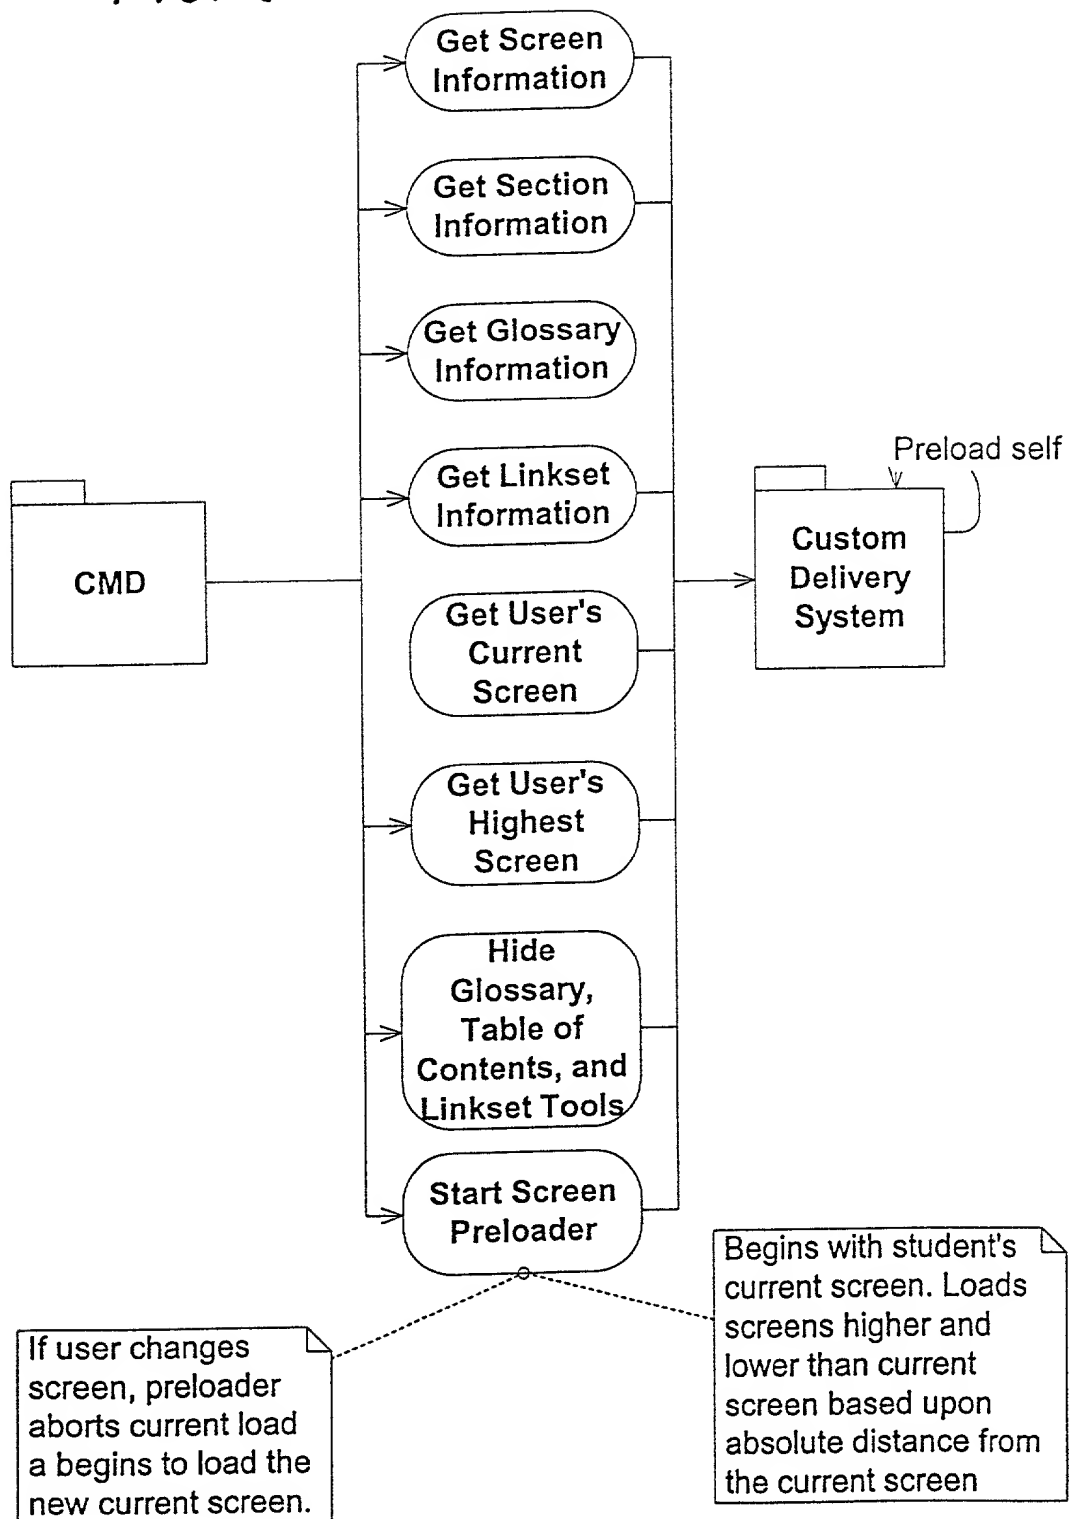 Get Screen
Information
Get Section
Information
Get Glossary
Information
Get Linkset
Information
Preload self
CMD
Custom
Delivery
System
Get User's
Current
Screen
Get User's
Highest
Screen
Hide
Glossary,
Table of
Contents, and
Linkset Tools
Start Screen
Preloader
Begins with student's
current screen. Loads
screens higher and
lower than current
screen based upon
absolute distance from
the current screen
If user changes
screen, preloader
aborts current load
a begins to load the
new current screen.